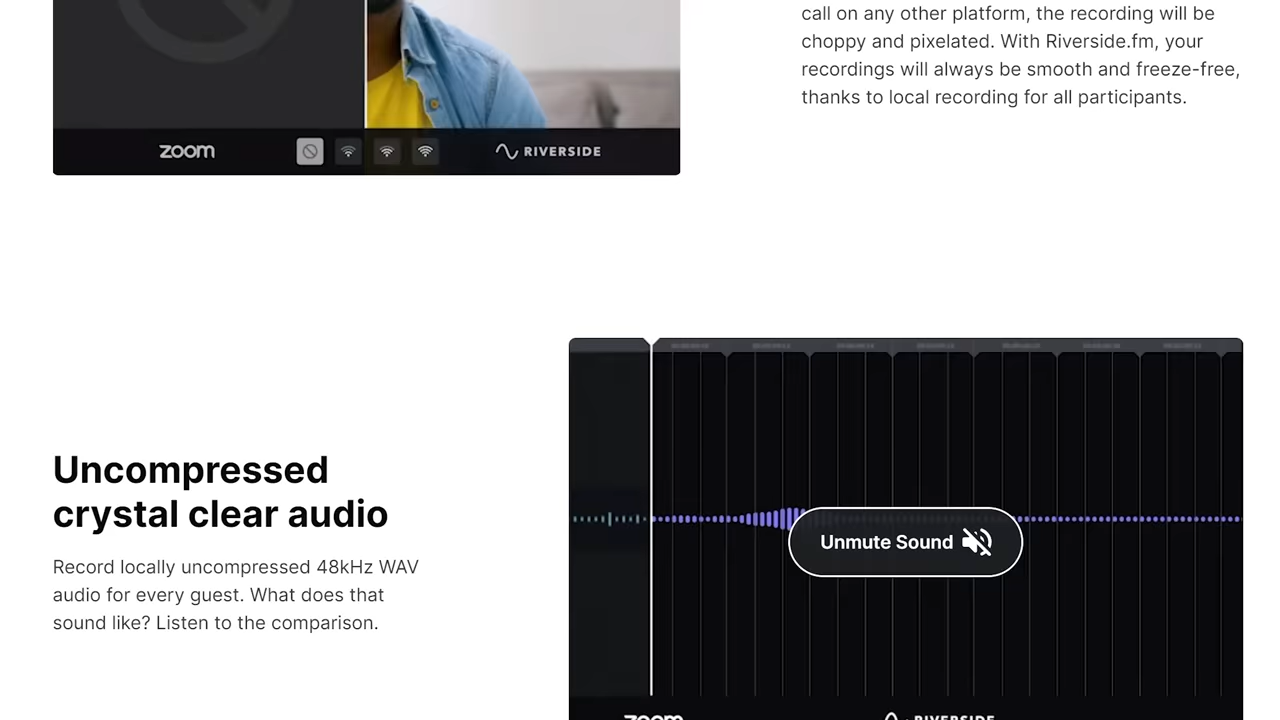 call on any other platform, the recording will be
choppy and pixelated. With Riverside.fm, your
recordings will always be smooth and freeze-free,
thanks to local recording for all participants.
zoom
RIVERSIDE
Uncompressed
crystal clear audio
Record locally uncompressed 48kHz WAV
audio for every guest. What does that
sound like? Listen to the comparison.
Unmute Sound
zoom
RIVERSIDE